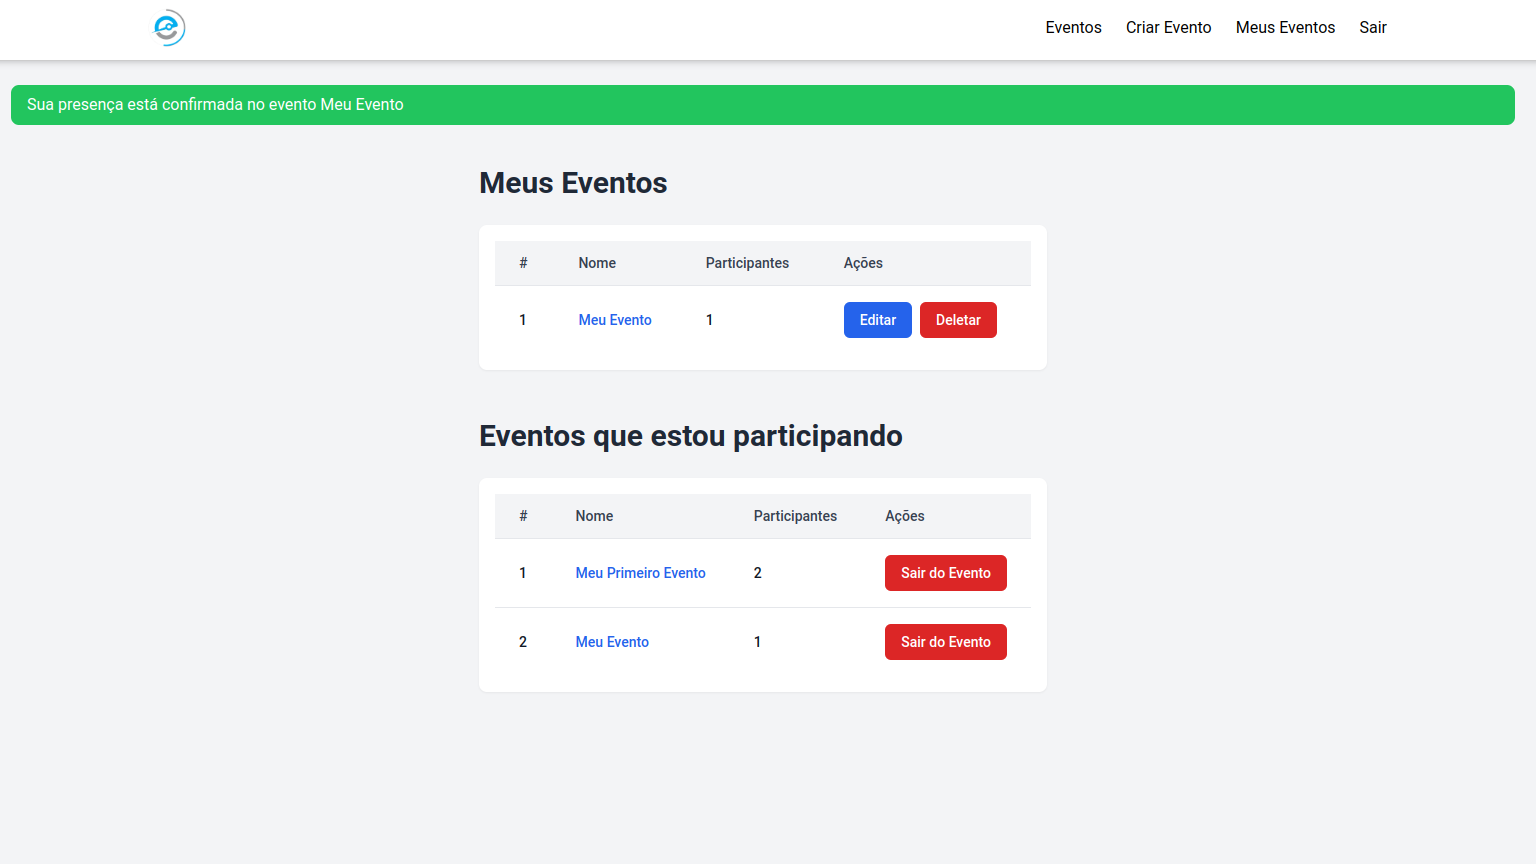 Eventos Criar Evento Meus Eventos Sair
Sua presença está confirmada no evento Meu Evento
Meus Eventos
# Nome Participantes Ações
1 Meu Evento 1 Editar Deletar
Eventos que estou participando
# Nome Participantes Ações
1 Meu Primeiro Evento 2 Sair do Evento
2 Meu Evento 1 Sair do Evento